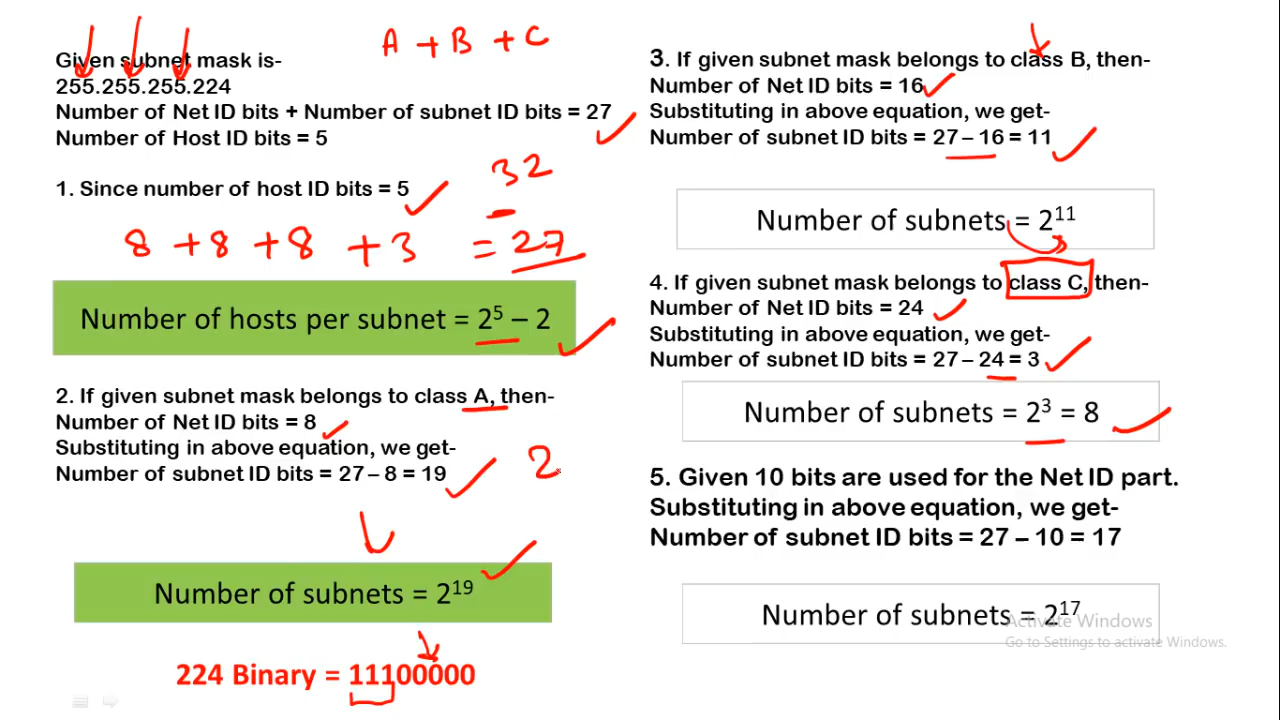 A + B + C
Given subnet mask is-
255.255.255.224
Number of Net ID bits + Number of subnet ID bits = 27
Number of Host ID bits = 5
32
1. Since number of host ID bits = 5
8 + 8 + 8 + 3 = 27
Number of hosts per subnet = 2⁵ – 2
2. If given subnet mask belongs to class A, then-
Number of Net ID bits = 8
Substituting in above equation, we get-
Number of subnet ID bits = 27 – 8 = 19
2
Number of subnets = 2¹⁹
224 Binary = 11100000
3. If given subnet mask belongs to class B, then-
Number of Net ID bits = 16
Substituting in above equation, we get-
Number of subnet ID bits = 27 – 16 = 11
Number of subnets = 2¹¹
4. If given subnet mask belongs to class C, then-
Number of Net ID bits = 24
Substituting in above equation, we get-
Number of subnet ID bits = 27 – 24 = 3
Number of subnets = 2³ = 8
5. Given 10 bits are used for the Net ID part.
Substituting in above equation, we get-
Number of subnet ID bits = 27 – 10 = 17
Number of subnets = 2¹⁷
Activate Windows
Go to Settings to activate Windows.